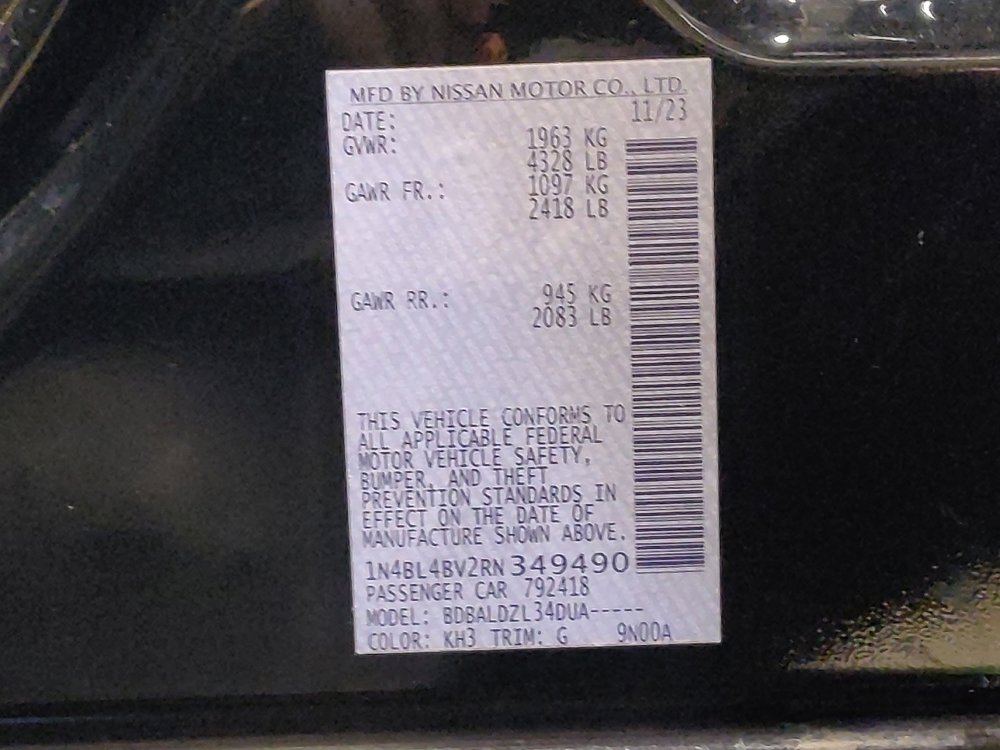 MFD BY NISSAN MOTOR CO., LTD.
DATE: 11/23
GVWR: 1963 KG
4328 LB
GAWR FR.: 1097 KG
2418 LB
GAWR RR.: 945 KG
2083 LB
THIS VEHICLE CONFORMS TO
ALL APPLICABLE FEDERAL
MOTOR VEHICLE SAFETY,
BUMPER, AND THEFT
PREVENTION STANDARDS IN
EFFECT ON THE DATE OF
MANUFACTURE SHOWN ABOVE.
1N4BL4BV2RN349490
PASSENGER CAR 792418
MODEL: BDBALDZL34DUA-----
COLOR: KH3 TRIM: G 9N00A